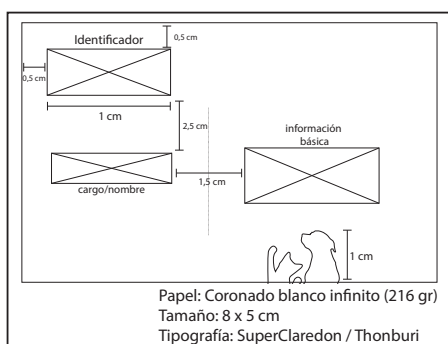 Identificador
0,5 cm
0,5 cm
1 cm
2,5 cm
información
básica
1,5 cm
cargo/nombre
1 cm
Papel: Coronado blanco infinito (216 gr)
Tamaño: 8 x 5 cm
Tipografía: SuperClaredon / Thonburi